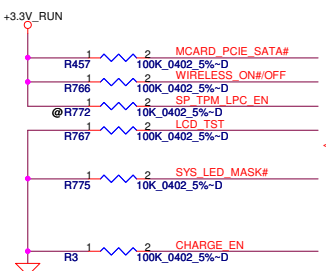 +3.3V_RUN
1 2 MCARD_PCIE_SATA#
R457 100K_0402_5%~D
1 2 WIRELESS_ON#/OFF
R766 100K_0402_5%~D
1 2 SP_TPM_LPC_EN
@R772 10K_0402_5%~D
1 2 LCD_TST
R767 100K_0402_5%~D
1 2 SYS_LED_MASK#
R775 10K_0402_5%~D
1 2 CHARGE_EN
R3 100K_0402_5%~D